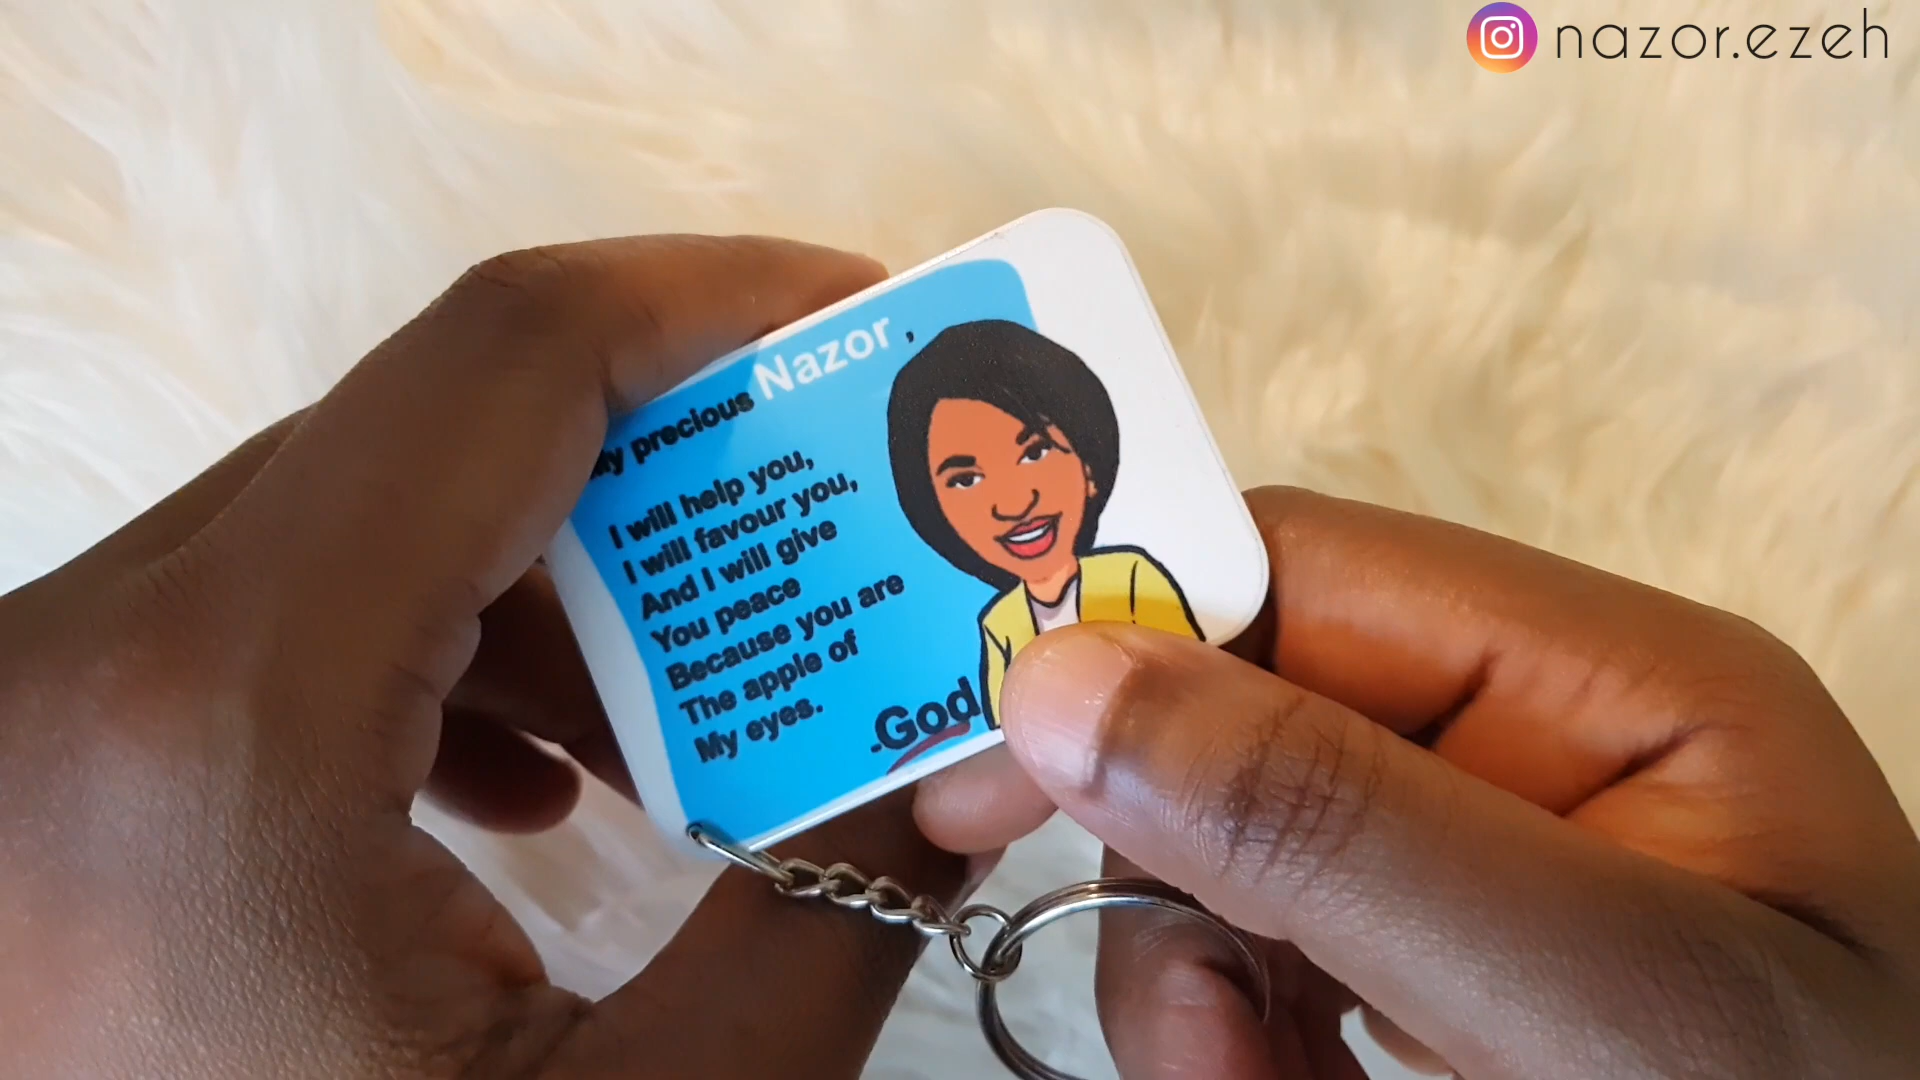 nazor.ezeh
My precious Nazor,
I will help you,
I will favour you,
And I will give
You peace
Because you are
The apple of
My eyes.
-God